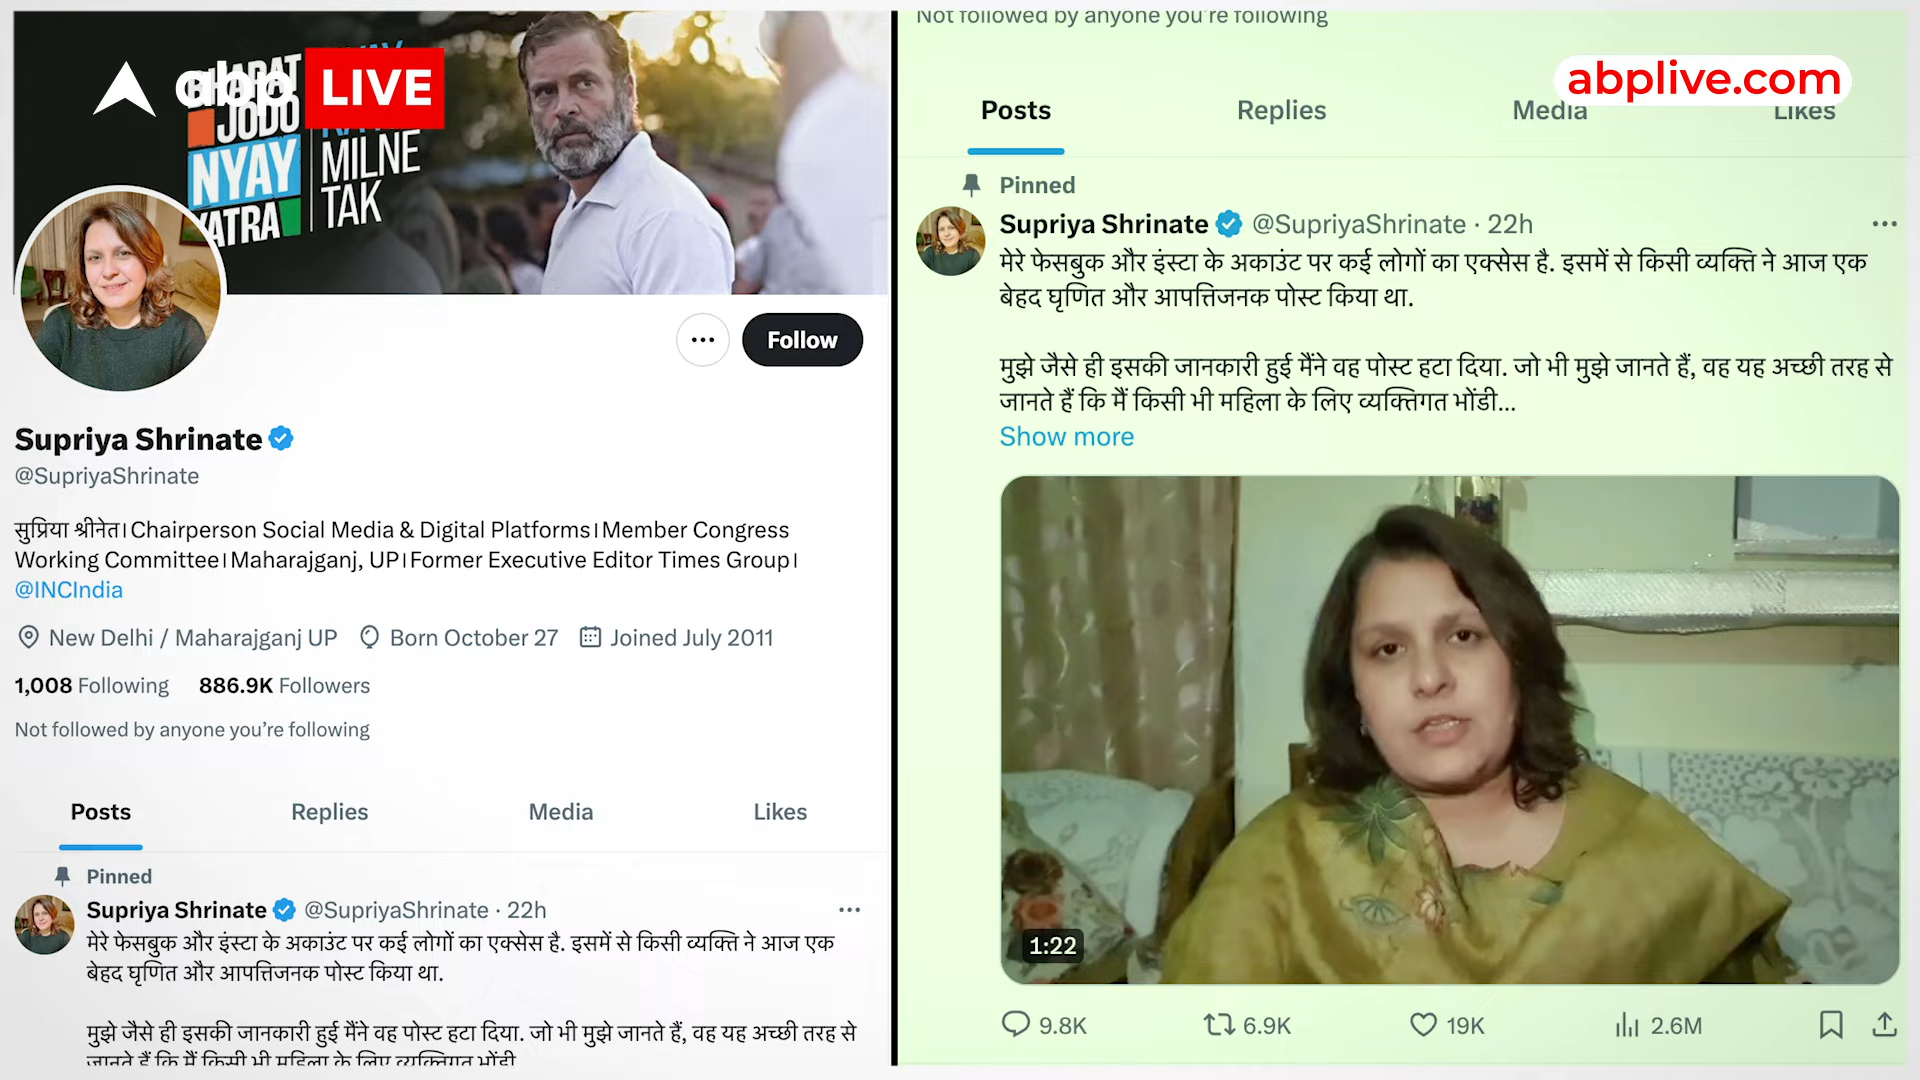 abp LIVE
BHARAT
JODO
NYAY
YATRA
MILNE
TAK
Follow
Supriya Shrinate
@SupriyaShrinate
सुप्रिया श्रीनेत।Chairperson Social Media & Digital Platforms।Member Congress
Working Committee।Maharajganj, UP।Former Executive Editor Times Group।
@INCIndia
New Delhi / Maharajganj UP Born October 27 Joined July 2011
1,008 Following 886.9K Followers
Not followed by anyone you're following
Posts Replies Media Likes
Pinned
Supriya Shrinate @SupriyaShrinate · 22h
मेरे फेसबुक और इंस्टा के अकाउंट पर कई लोगों का एक्सेस है. इसमें से किसी व्यक्ति ने आज एक
बेहद घृणित और आपत्तिजनक पोस्ट किया था.
मुझे जैसे ही इसकी जानकारी हुई मैंने वह पोस्ट हटा दिया. जो भी मुझे जानते हैं, वह यह अच्छी तरह से
जानते हैं कि मैं किसी भी महिला के लिए व्यक्तिगत भोंडी
Not followed by anyone you're following
abplive.com
Posts Replies Media Likes
Pinned
Supriya Shrinate @SupriyaShrinate · 22h
मेरे फेसबुक और इंस्टा के अकाउंट पर कई लोगों का एक्सेस है. इसमें से किसी व्यक्ति ने आज एक
बेहद घृणित और आपत्तिजनक पोस्ट किया था.
मुझे जैसे ही इसकी जानकारी हुई मैंने वह पोस्ट हटा दिया. जो भी मुझे जानते हैं, वह यह अच्छी तरह से
जानते हैं कि मैं किसी भी महिला के लिए व्यक्तिगत भोंडी...
Show more
1:22
9.8K 6.9K 19K 2.6M